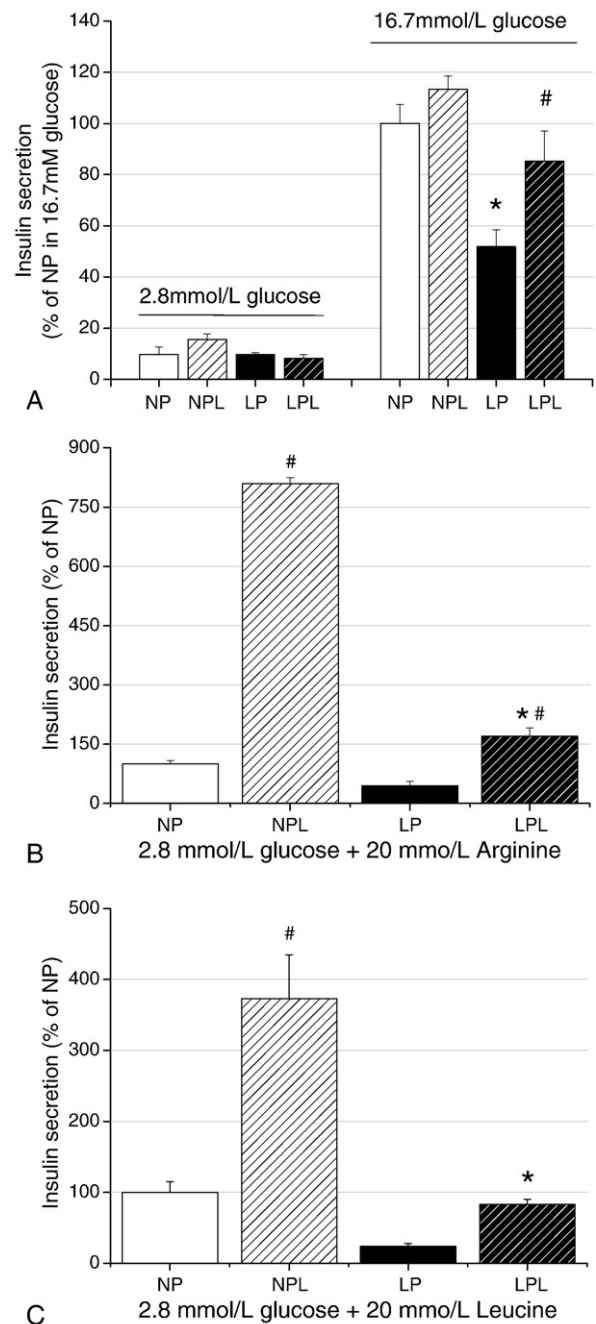 Insulin secretion
(% of NP in 16.7mM glucose)
140
120
100
80
60
40
20
0
16.7mmol/L glucose
#
*
2.8mmol/L glucose
NP NPL LP LPL NP NPL LP LPL
A
Insulin secretion (% of NP)
900
750
600
450
300
150
0
#
* #
NP NPL LP LPL
B 2.8 mmol/L glucose + 20 mmo/L Arginine
Insulin secretion (% of NP)
500
400
300
200
100
0
#
*
NP NPL LP LPL
C 2.8 mmol/L glucose + 20 mmo/L Leucine